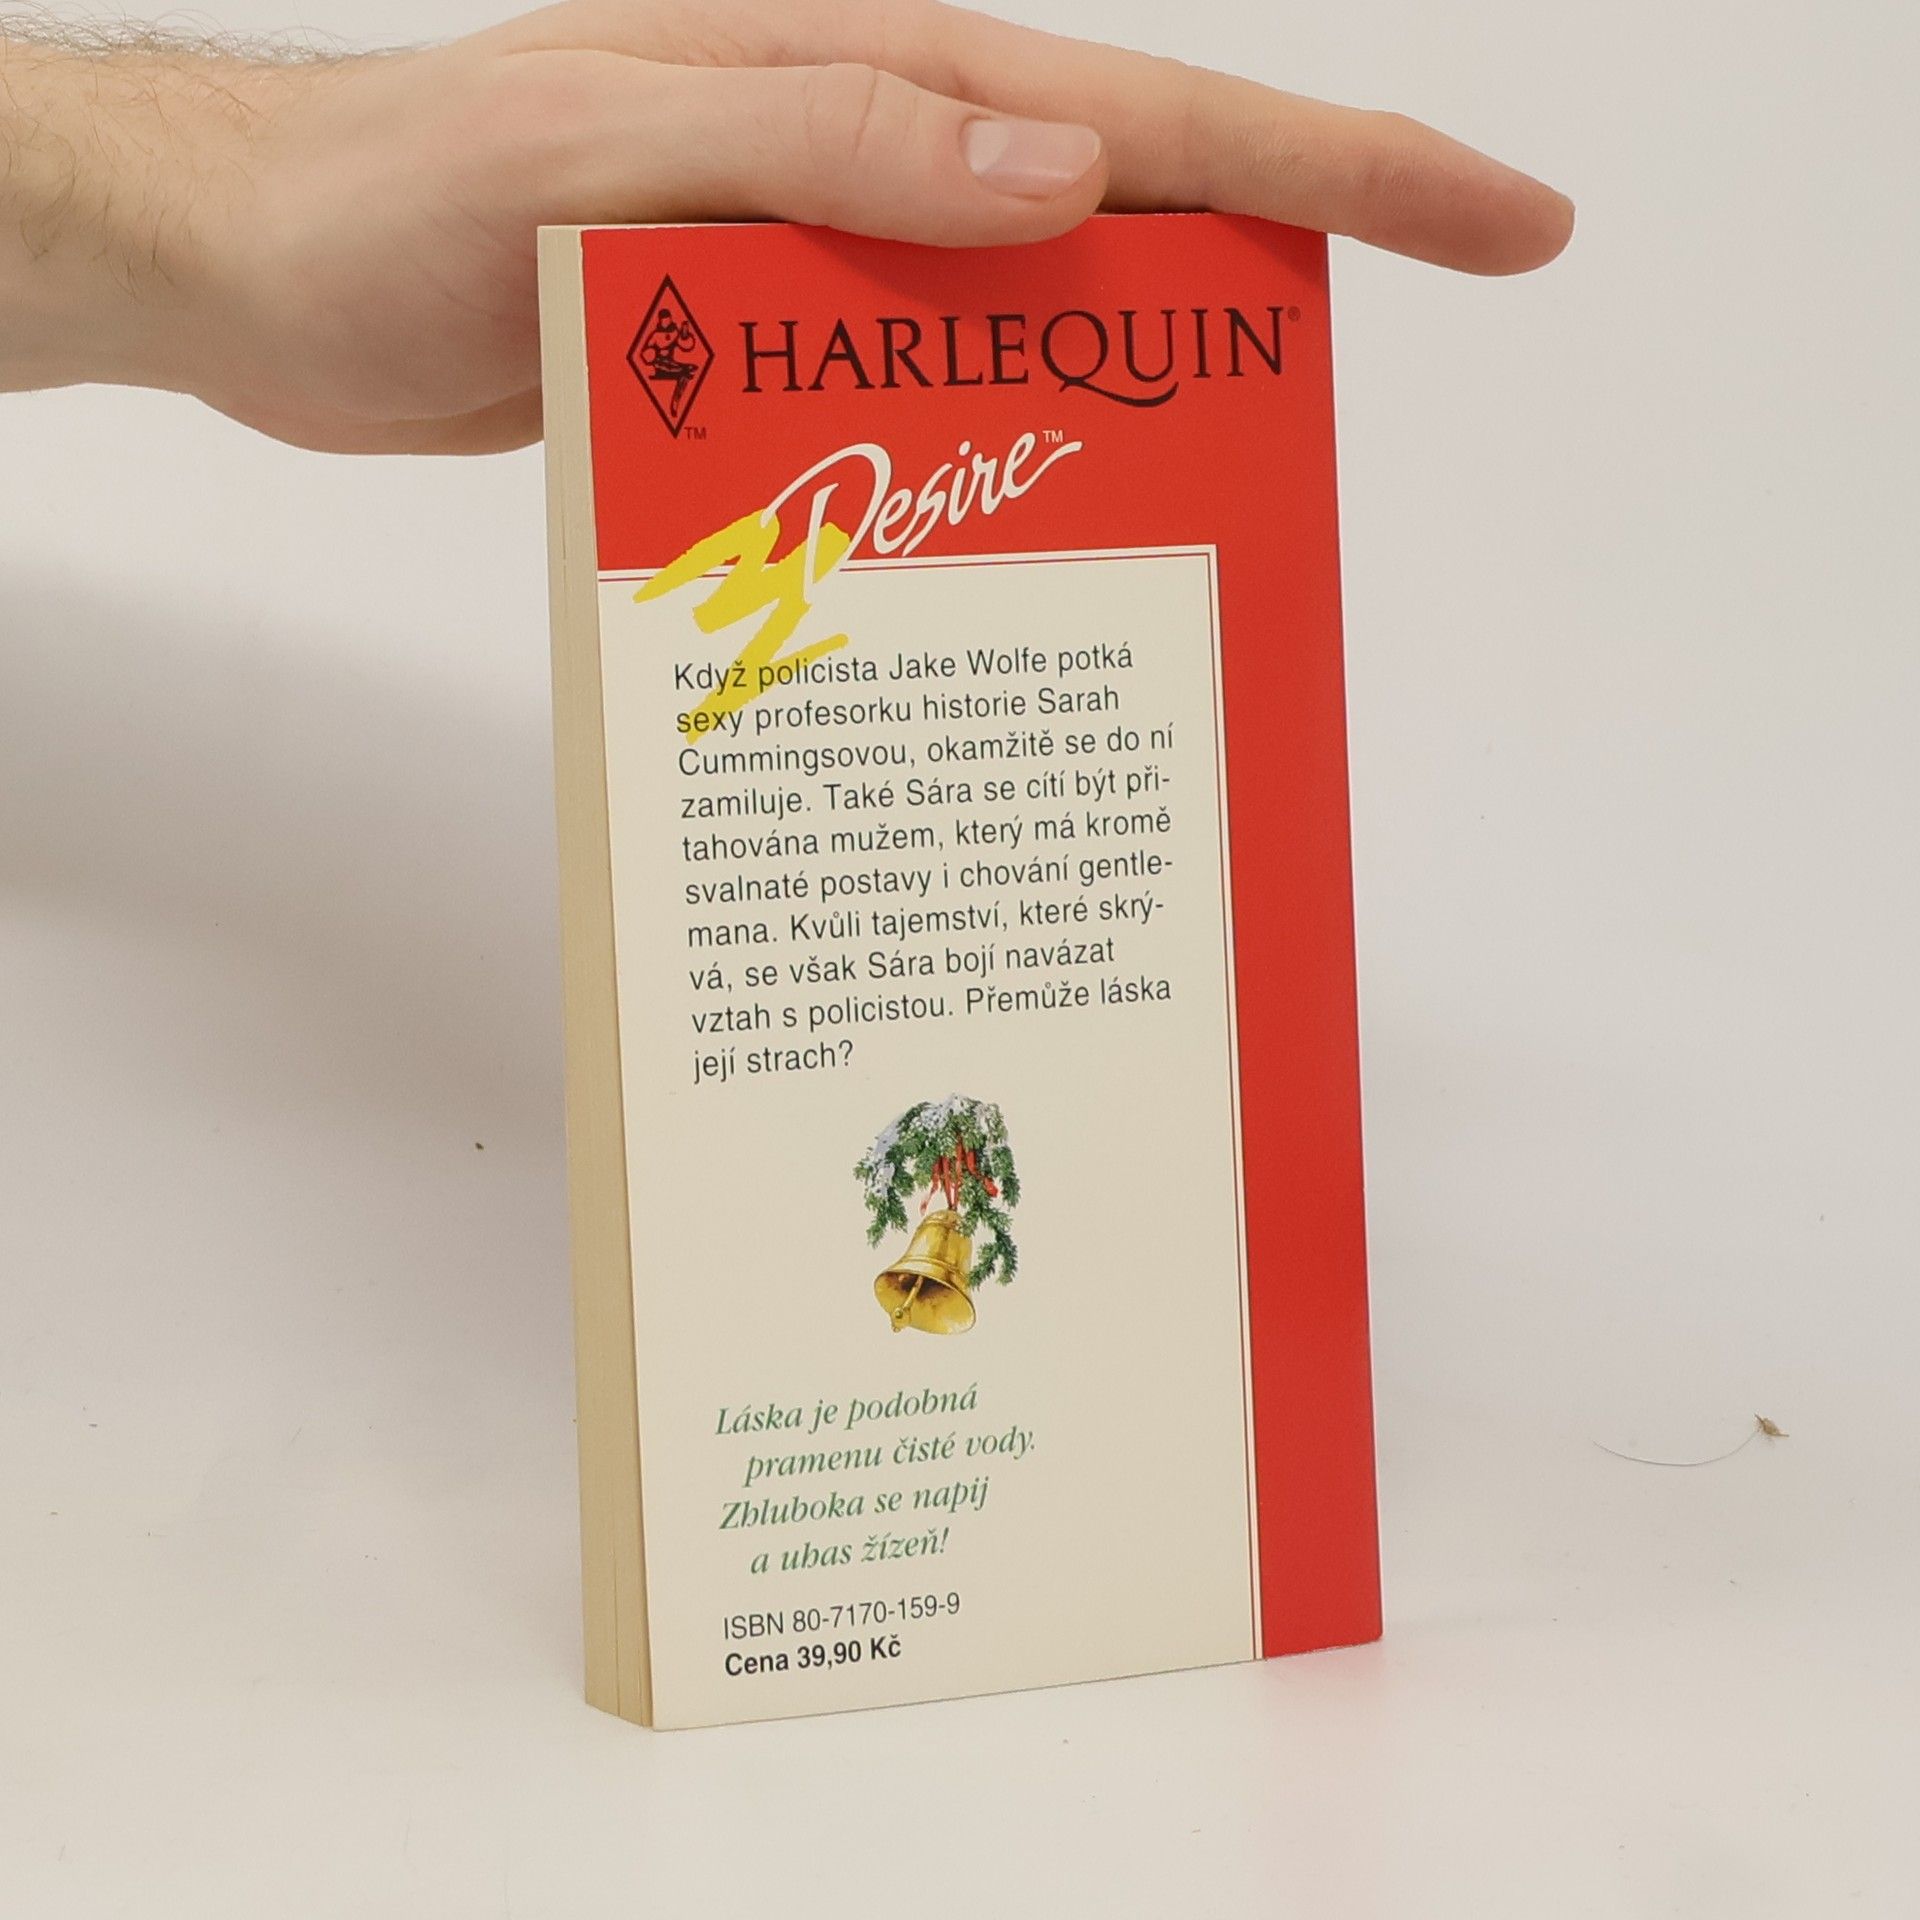 HARLEQUIN®
TM
Desire™
Když policista Jake Wolfe potká
sexy profesorku historie Sarah
Cummingsovou, okamžitě se do ní
zamiluje. Také Sára se cítí být při-
tahována mužem, který má kromě
svalnaté postavy i chování gentle-
mana. Kvůli tajemství, které skrý-
vá, se však Sára bojí navázat
vztah s policistou. Přemůže láska
její strach?
Láska je podobná
pramenu čisté vody.
Zhluboka se napij
a uhas žízeň!
ISBN 80-7170-159-9
Cena 39,90 Kč